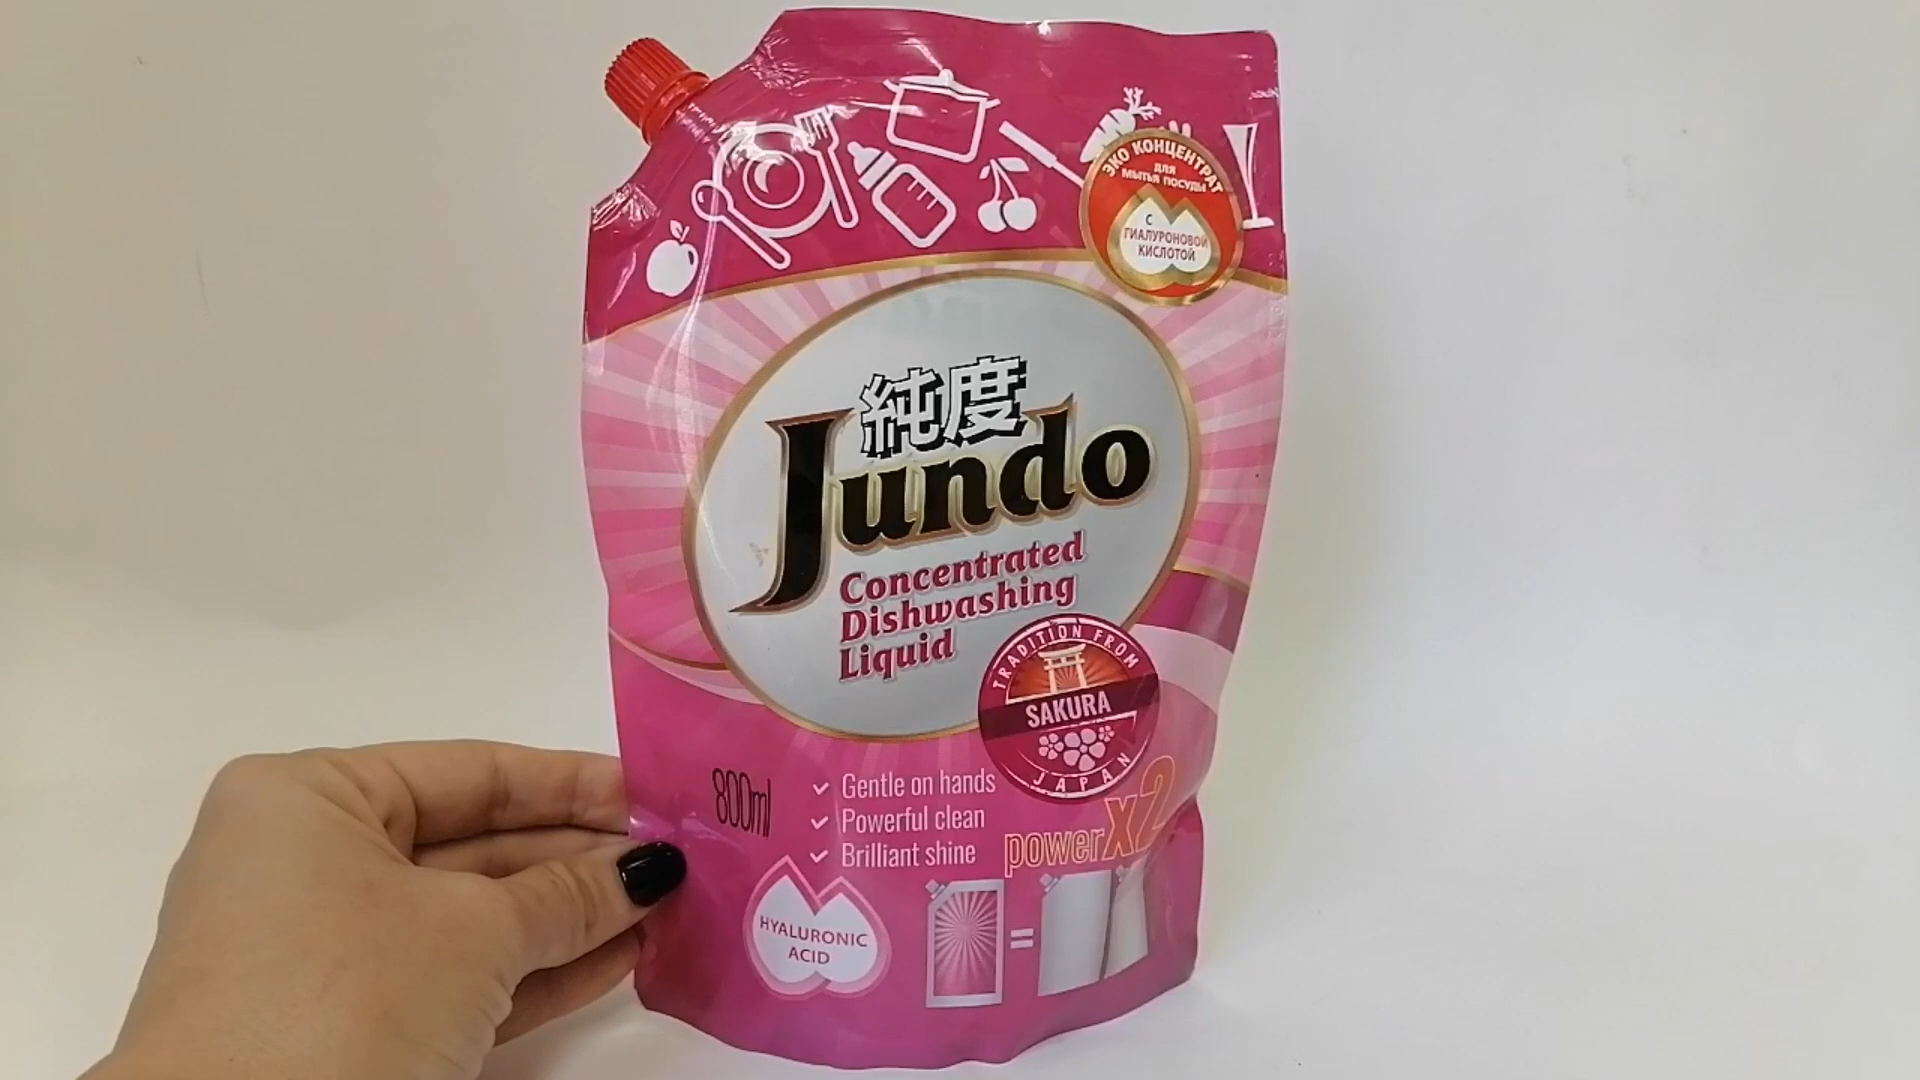 ЭКО КОНЦЕНТРАТ
ДЛЯ
МЫТЬЯ ПОСУДЫ
С
ГИАЛУРОНОВОЙ
КИСЛОТОЙ
純度
Jundo
Concentrated
Dishwashing
Liquid
TRADITION FROM
SAKURA
JAPAN
800ml
Gentle on hands
Powerful clean
Brilliant shine
powerx2
HYALURONIC
ACID
=